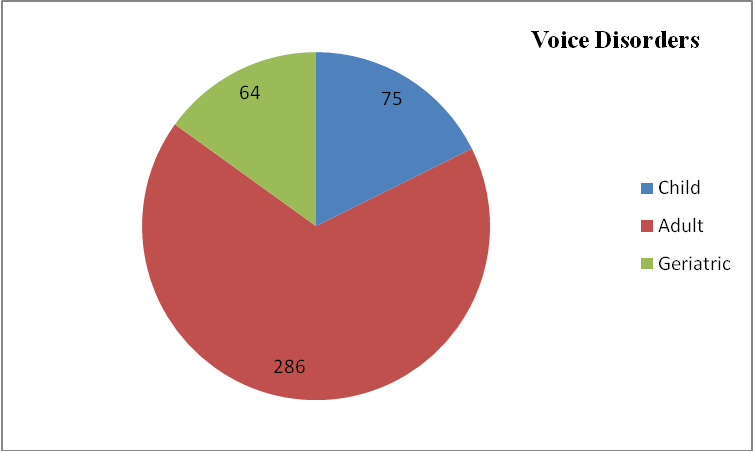 Voice Disorders
64
75
286
Child
Adult
Geriatric